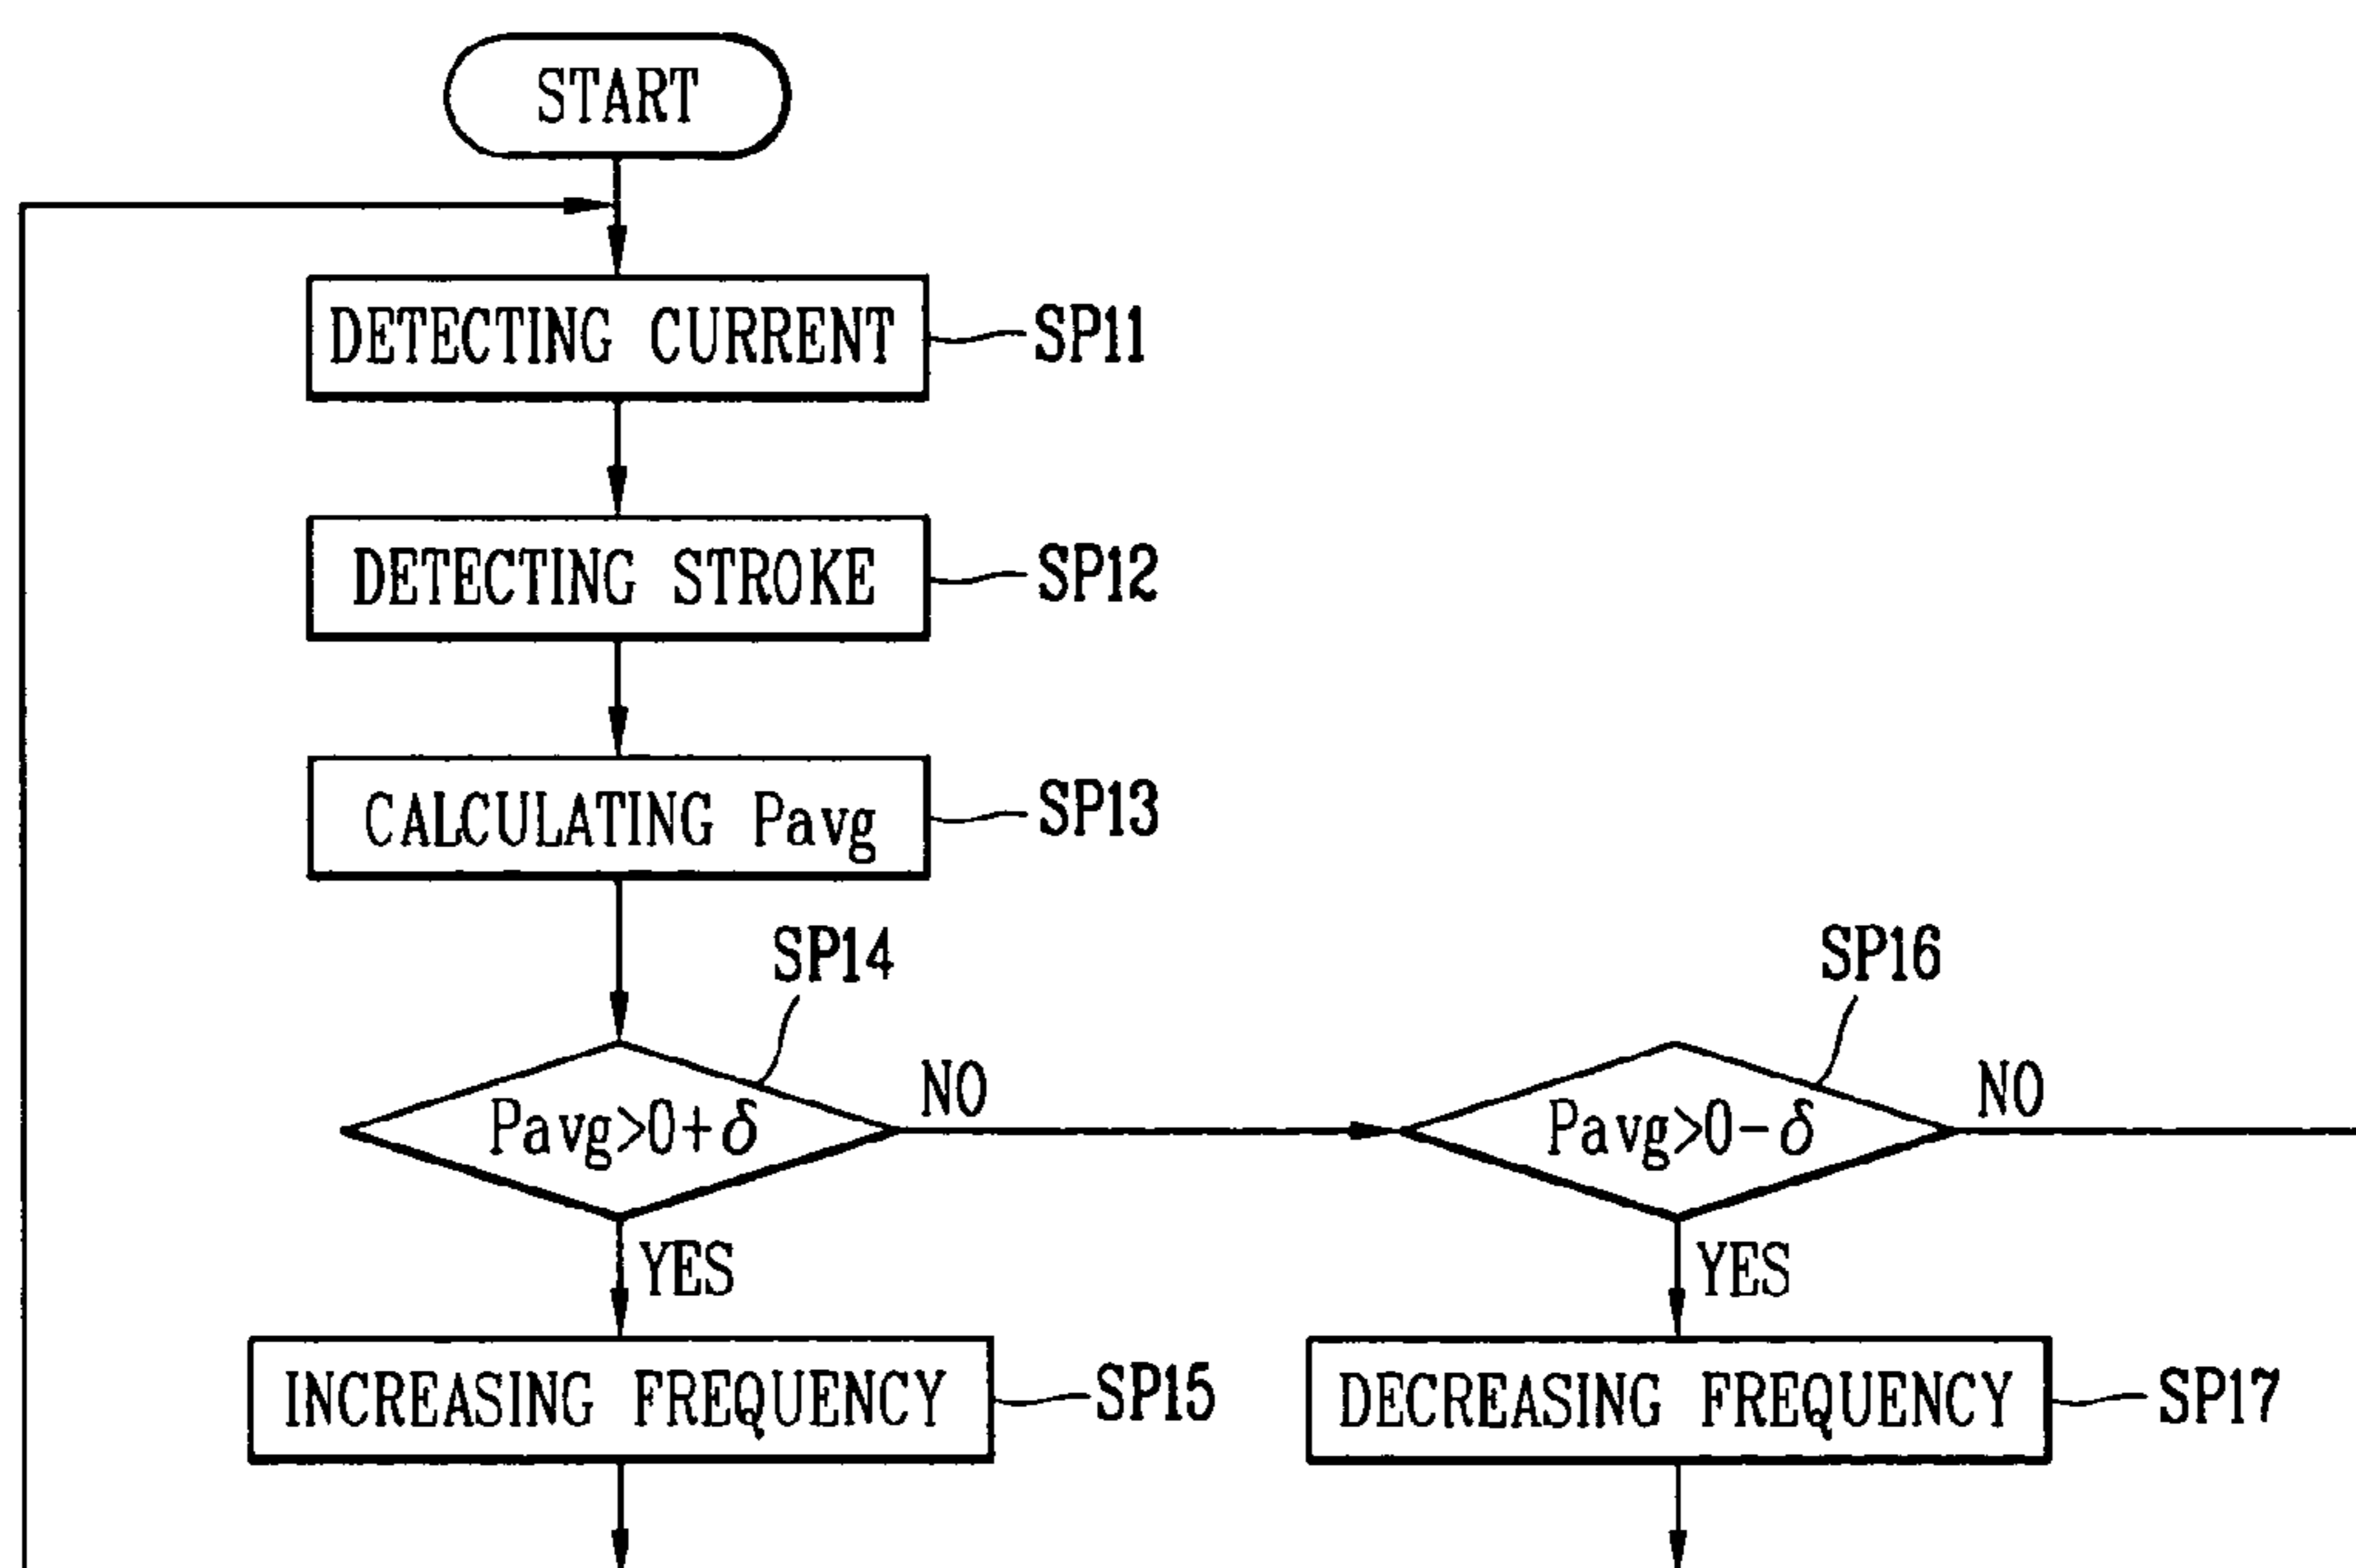 START
DETECTING CURRENT
SP11
DETECTING STROKE
SP12
CALCULATING Pavg
SP13
SP14
SP16
Pavg>0+δ
NO
Pavg>0-δ
NO
YES
YES
INCREASING FREQUENCY
SP15
DECREASING FREQUENCY
SP17